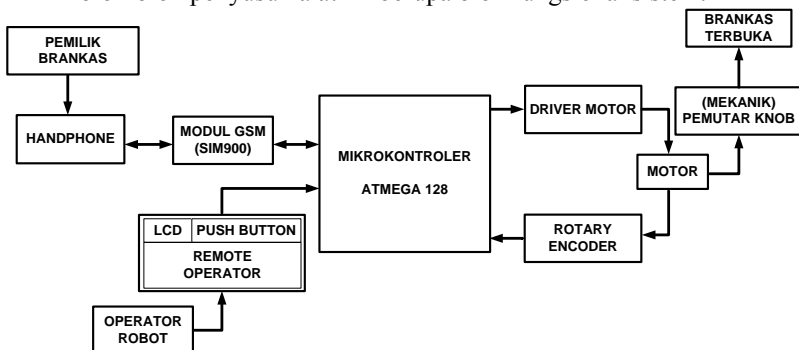 PEMILIK
BRANKAS
HANDPHONE
MODUL GSM
(SIM900)
MIKROKONTROLER
ATMEGA 128
DRIVER MOTOR
MOTOR
ROTARY
ENCODER
(MEKANIK)
PEMUTAR KNOB
BRANKAS
TERBUKA
LCD PUSH BUTTON
REMOTE
OPERATOR
OPERATOR
ROBOT